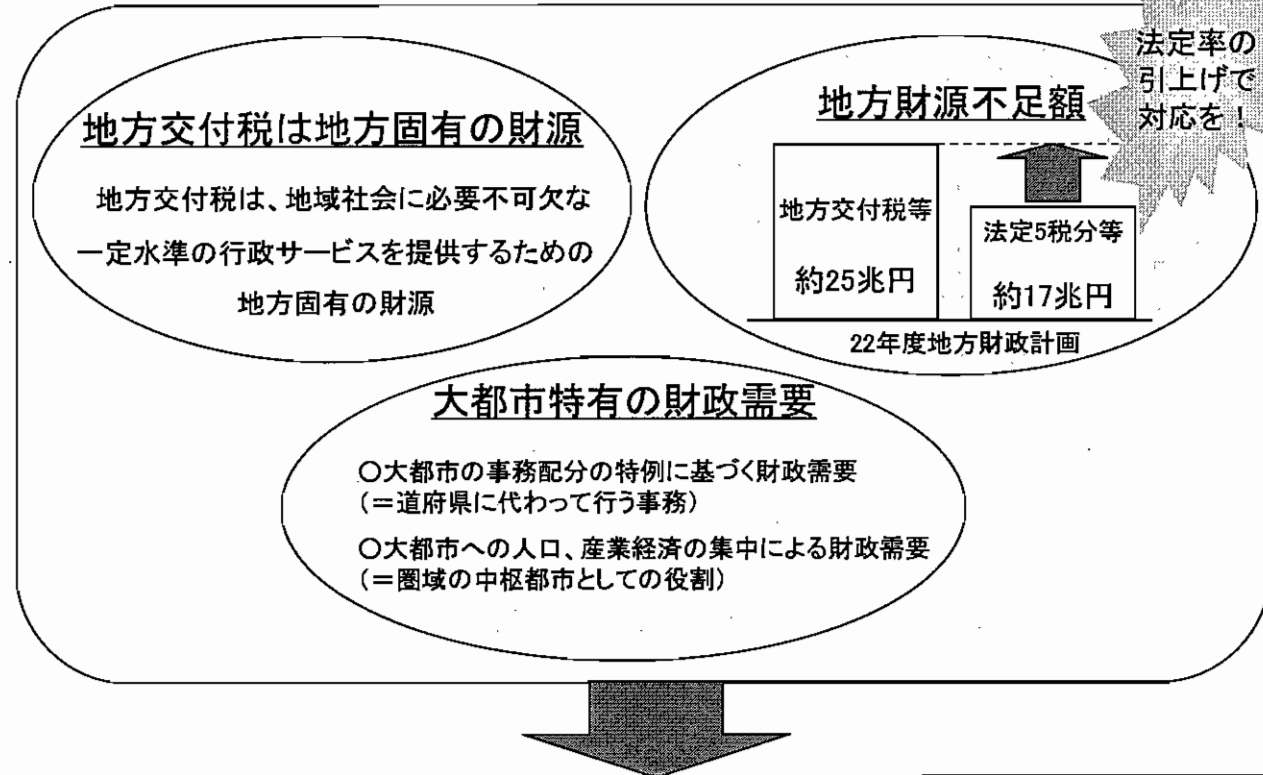 地方交付税は地方固有の財源
地方交付税は、地域社会に必要不可欠な
一定水準の行政サービスを提供するための
地方固有の財源
法定率の
引上げで
対応を！
地方財源不足額
地方交付税等
約25兆円
法定5税分等
約17兆円
22年度地方財政計画
大都市特有の財政需要
○大都市の事務配分の特例に基づく財政需要
(＝道府県に代わって行う事務)
○大都市への人口、産業経済の集中による財政需要
(＝圏域の中枢都市としての役割)